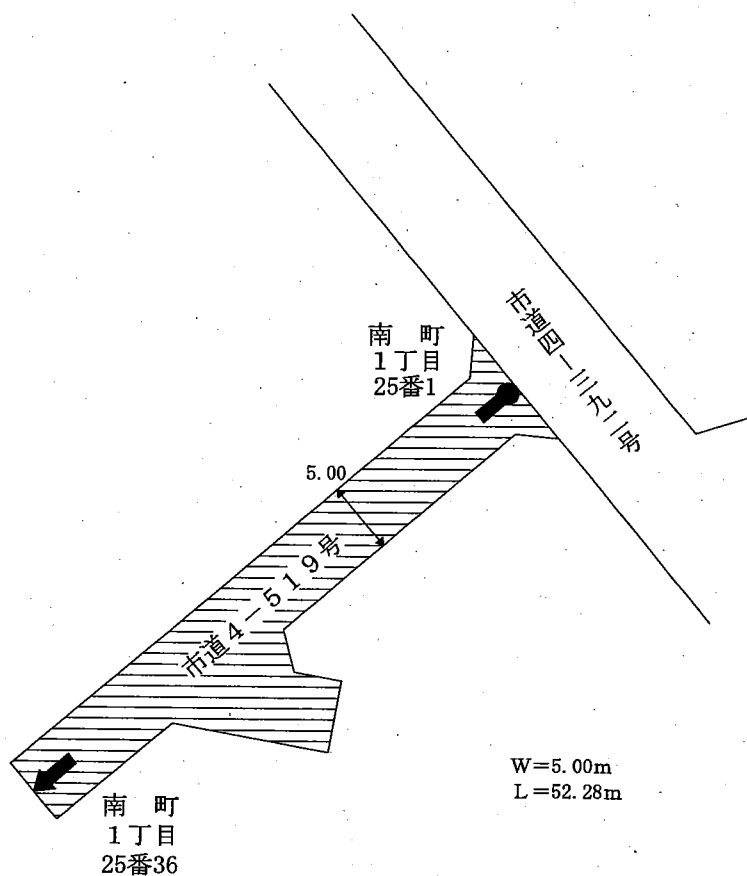 市道四―三九二号
南　町
１丁目
25番1
5.00
市道４－５１９号
W=5.00m
L=52.28m
南　町
１丁目
25番36